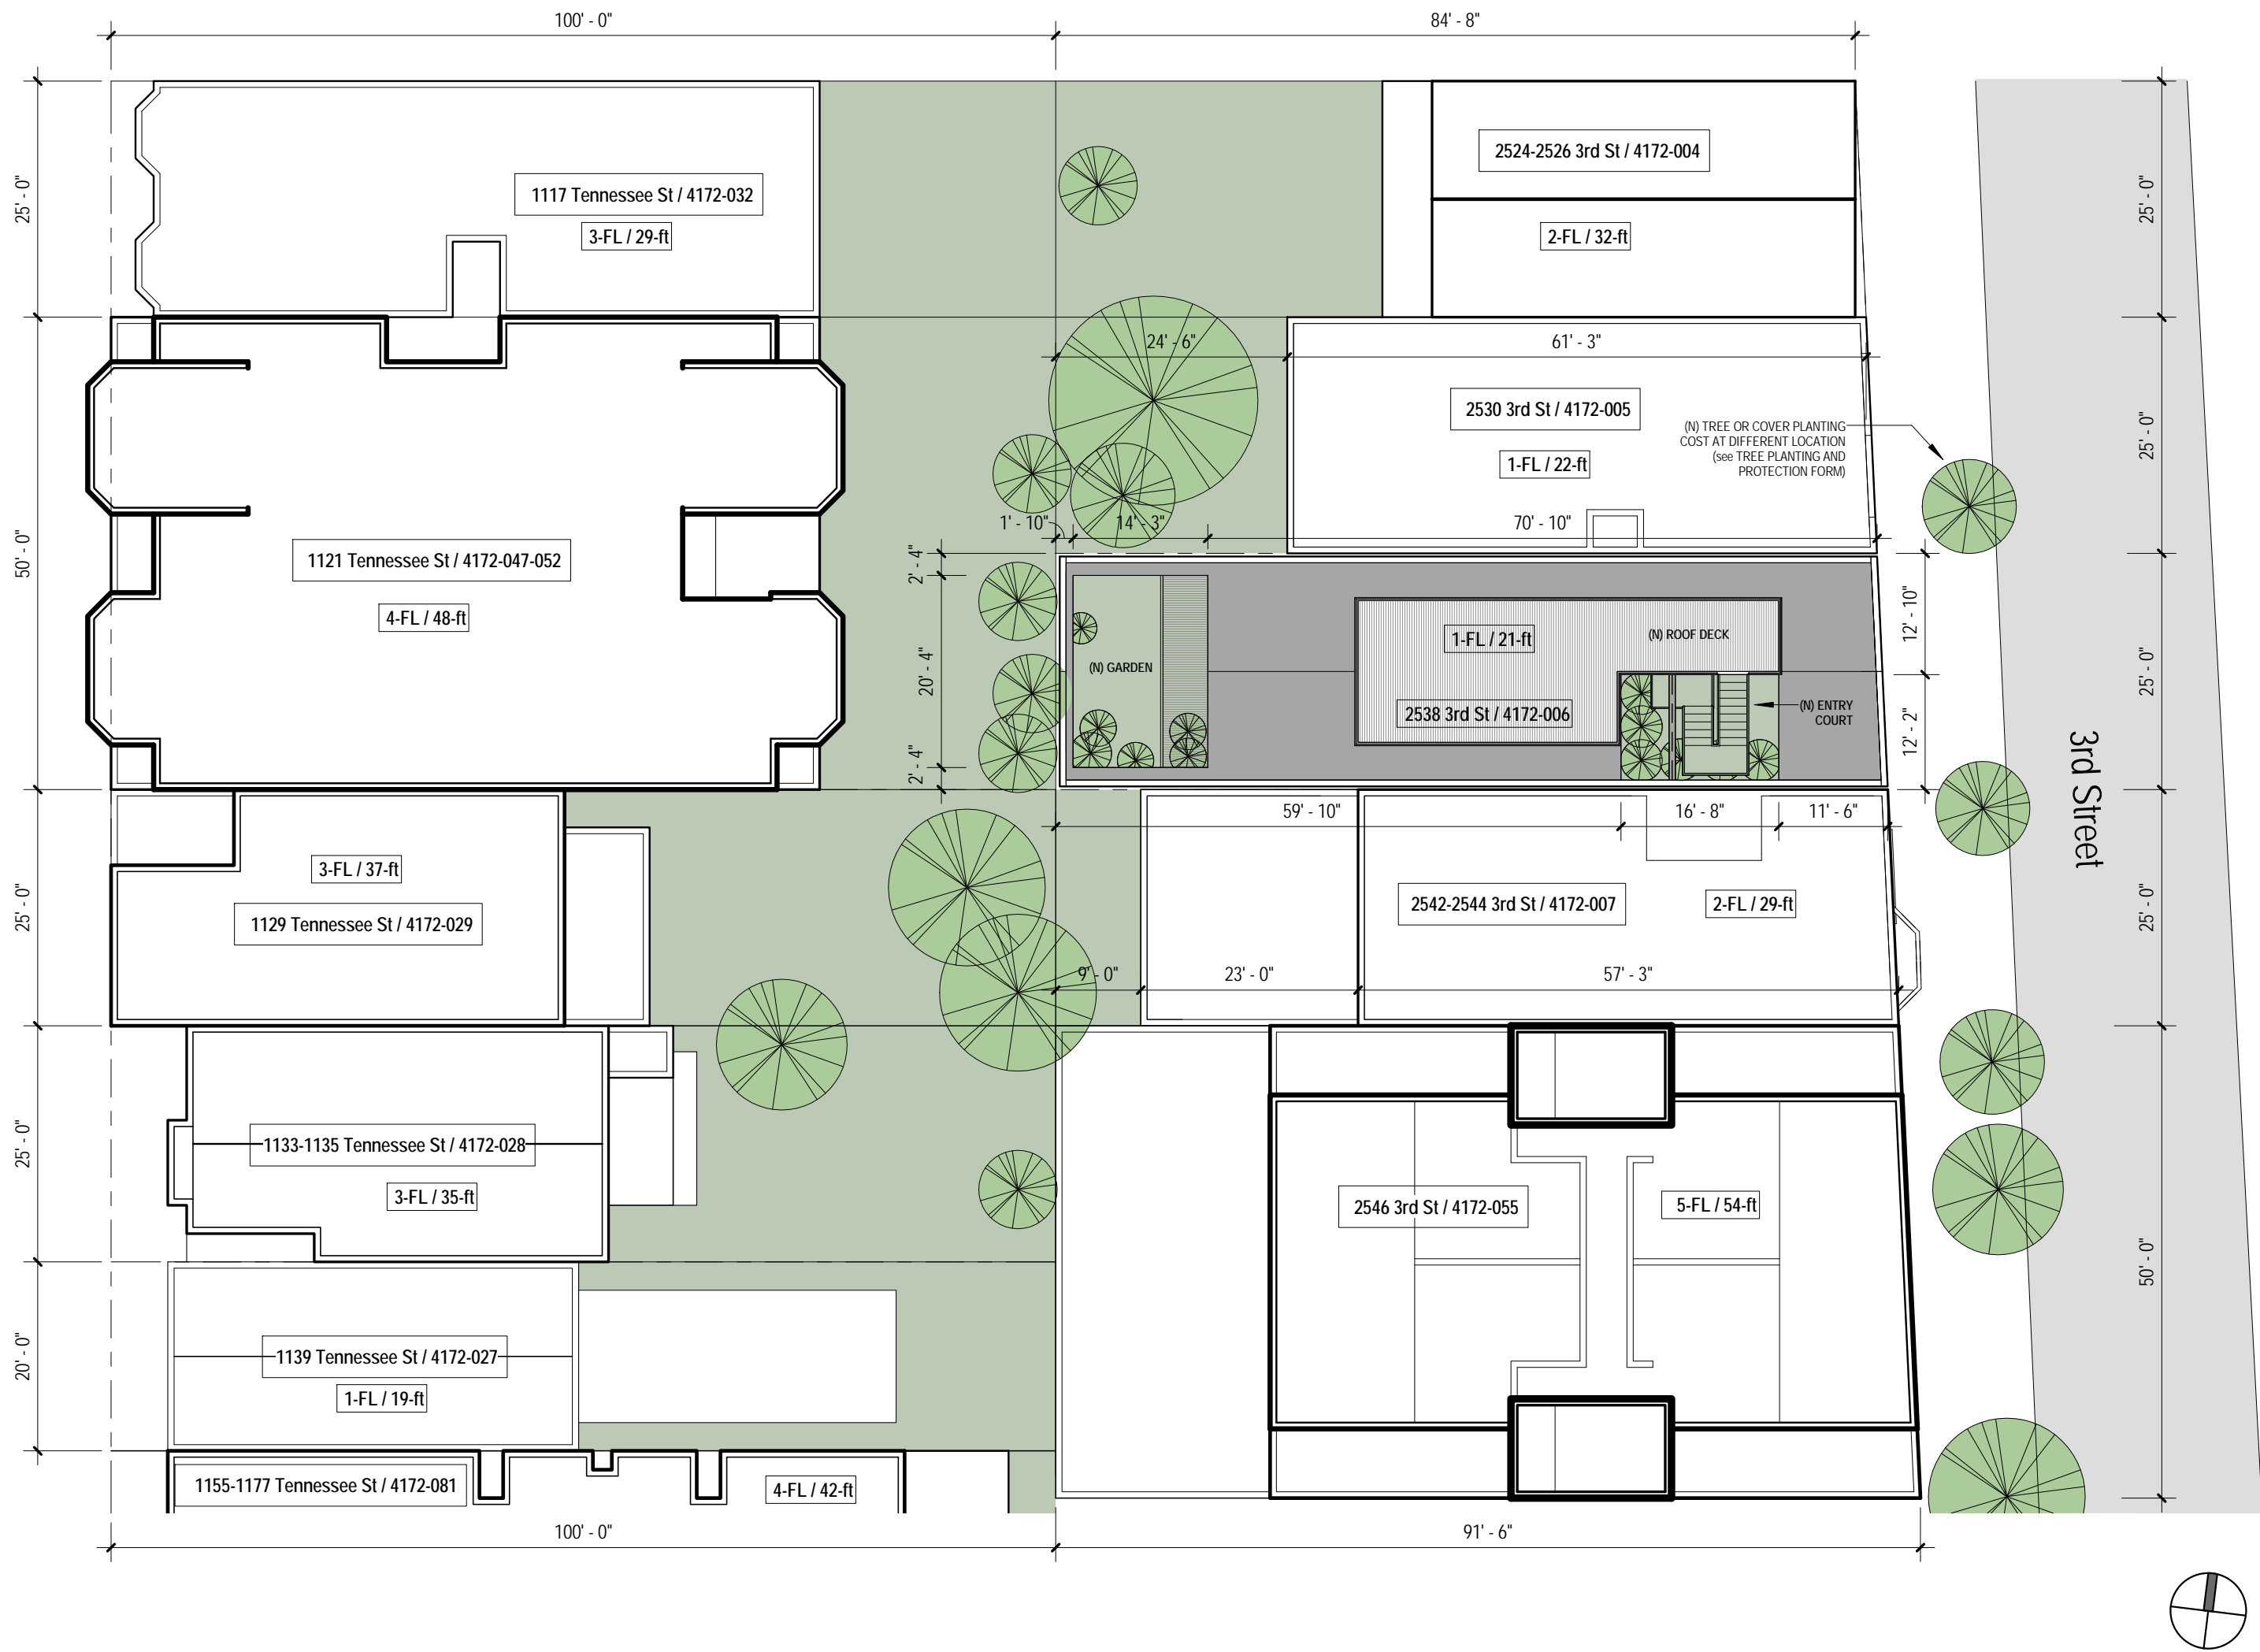 100' - 0"
84' - 8"
25' - 0"
50' - 0"
25' - 0"
25' - 0"
20' - 0"
1117 Tennessee St / 4172-032
3-FL / 29-ft
1121 Tennessee St / 4172-047-052
4-FL / 48-ft
3-FL / 37-ft
1129 Tennessee St / 4172-029
1133-1135 Tennessee St / 4172-028
3-FL / 35-ft
1139 Tennessee St / 4172-027
1-FL / 19-ft
1155-1177 Tennessee St / 4172-081
4-FL / 42-ft
2524-2526 3rd St / 4172-004
2-FL / 32-ft
24' - 6"
61' - 3"
2530 3rd St / 4172-005
1-FL / 22-ft
(N) TREE OR COVER PLANTING
COST AT DIFFERENT LOCATION
(see TREE PLANTING AND
PROTECTION FORM)
1' - 10"
14' - 3"
70' - 10"
2' - 4"
20' - 4"
2' - 4"
(N) GARDEN
1-FL / 21-ft
(N) ROOF DECK
2538 3rd St / 4172-006
(N) ENTRY
COURT
12' - 10"
12' - 2"
59' - 10"
16' - 8"
11' - 6"
2542-2544 3rd St / 4172-007
2-FL / 29-ft
9' - 0"
23' - 0"
57' - 3"
2546 3rd St / 4172-055
5-FL / 54-ft
3rd Street
25' - 0"
25' - 0"
25' - 0"
25' - 0"
50' - 0"
100' - 0"
91' - 6"